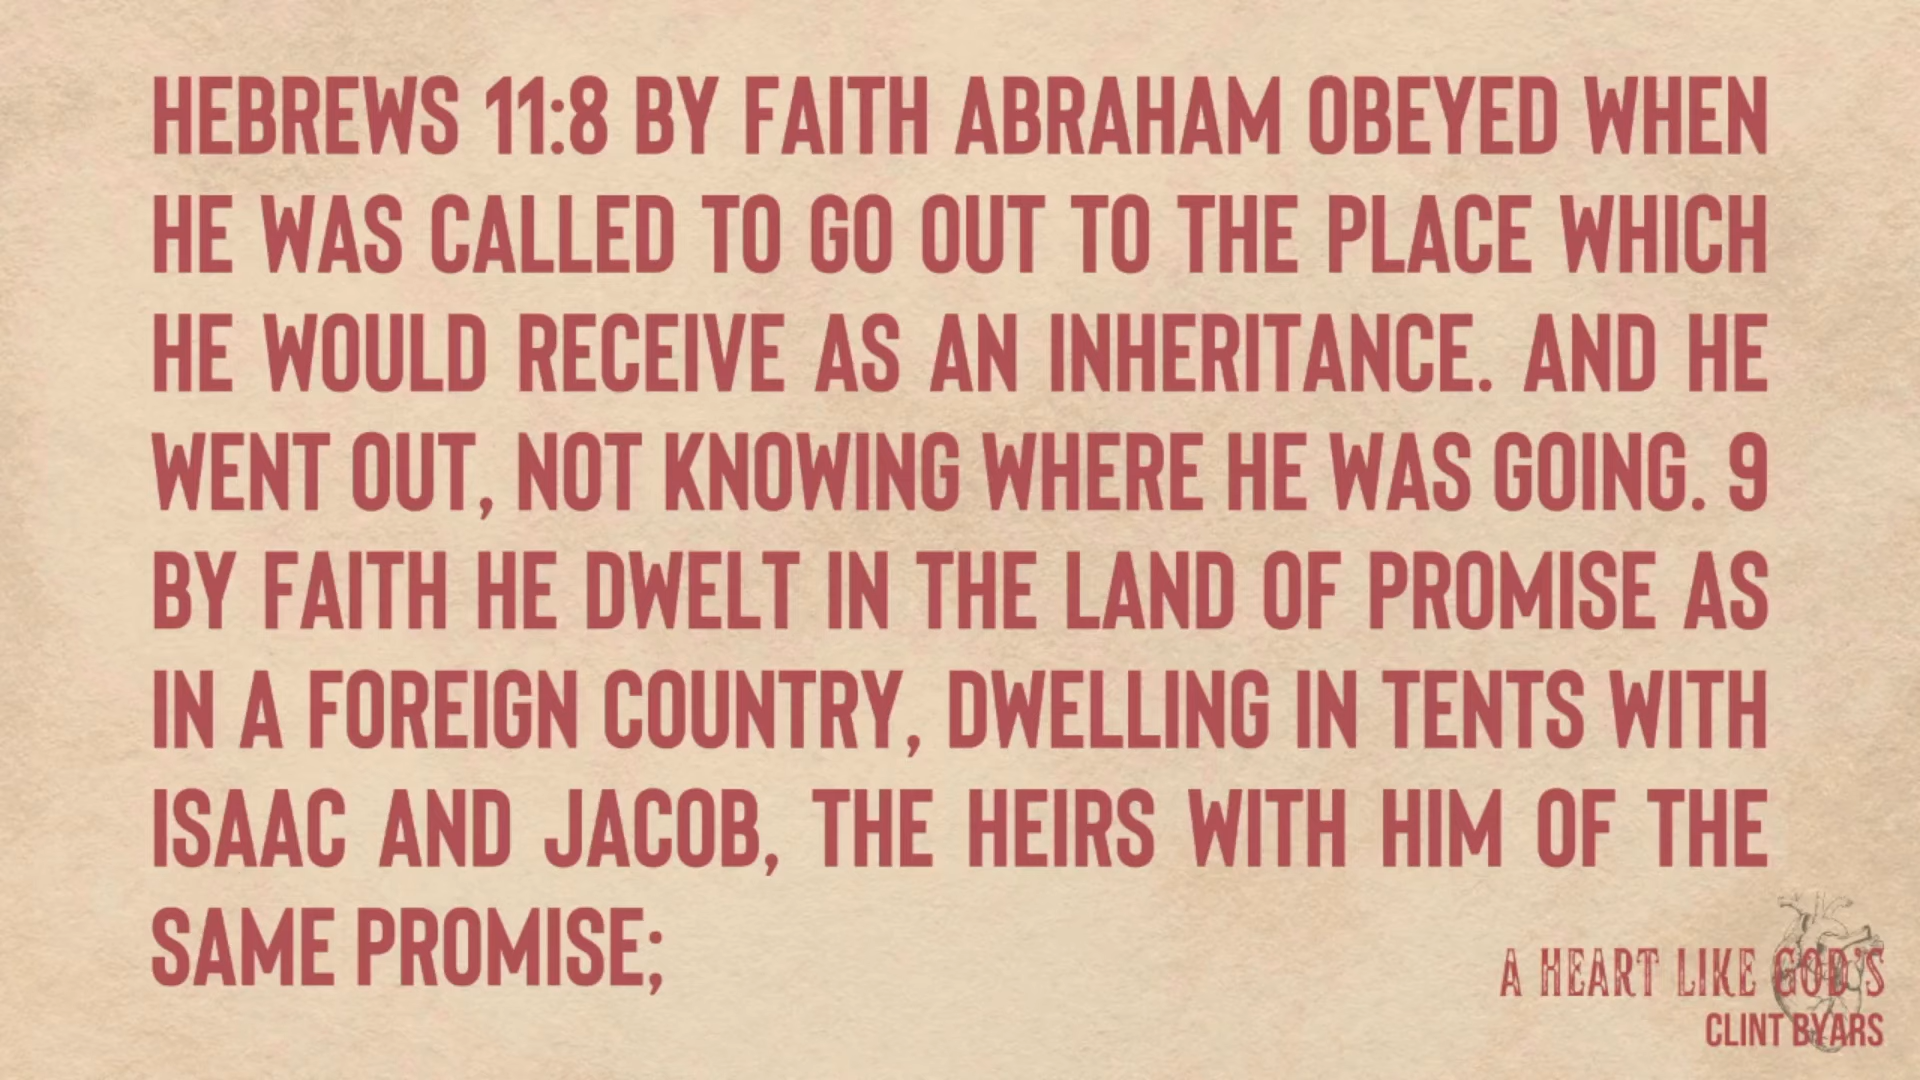 HEBREWS 11:8 BY FAITH ABRAHAM OBEYED WHEN
HE WAS CALLED TO GO OUT TO THE PLACE WHICH
HE WOULD RECEIVE AS AN INHERITANCE. AND HE
WENT OUT, NOT KNOWING WHERE HE WAS GOING. 9
BY FAITH HE DWELT IN THE LAND OF PROMISE AS
IN A FOREIGN COUNTRY, DWELLING IN TENTS WITH
ISAAC AND JACOB, THE HEIRS WITH HIM OF THE
SAME PROMISE;
A HEART LIKE GOD'S
CLINT BYARS